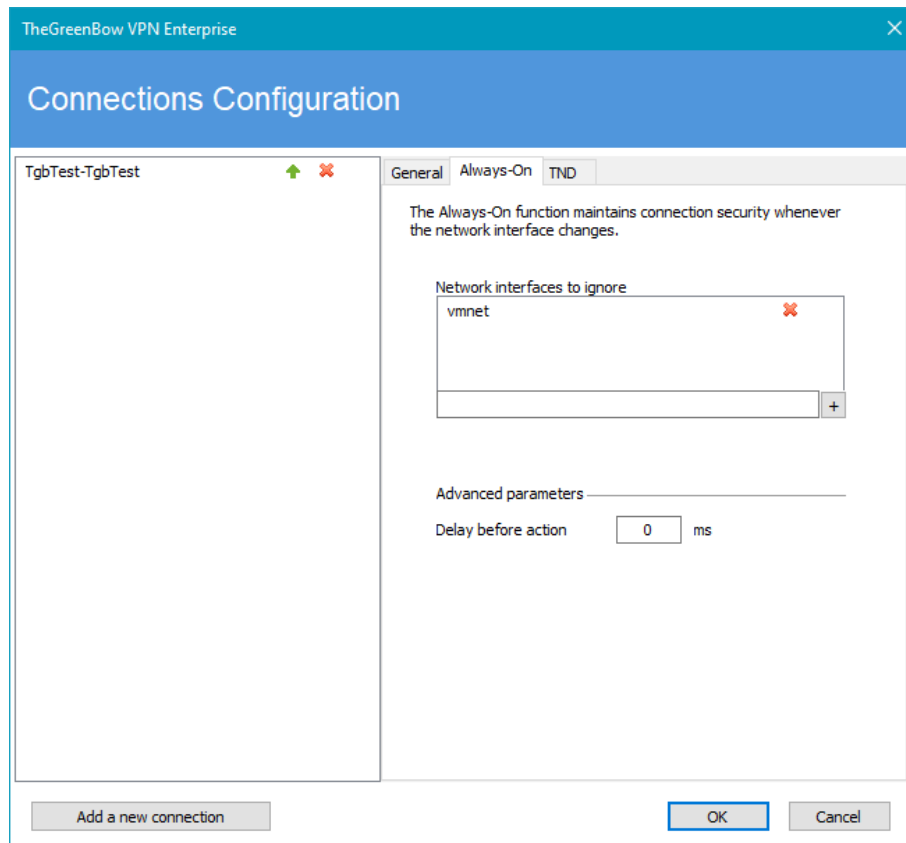 TheGreenBow VPN Enterprise
Connections Configuration
TgbTest-TgbTest
General Always-On TND
The Always-On function maintains connection security whenever
the network interface changes.
Network interfaces to ignore
vmnet
+
Advanced parameters
Delay before action 0 ms
Add a new connection OK Cancel